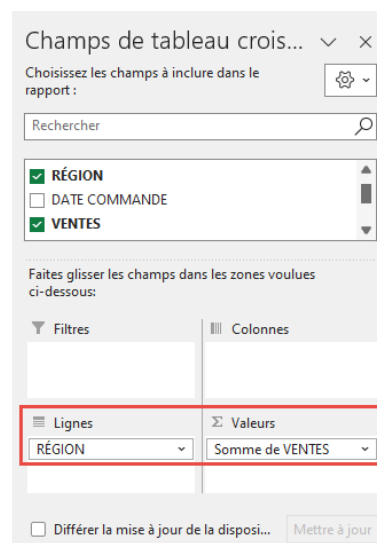 Champs de tableau crois...
Choisissez les champs à inclure dans le
rapport :
Rechercher
RÉGION
DATE COMMANDE
VENTES
Faites glisser les champs dans les zones voulues
ci-dessous:
Filtres
Colonnes
Lignes
Σ Valeurs
RÉGION
Somme de VENTES
Différer la mise à jour de la disposi...
Mettre à jour